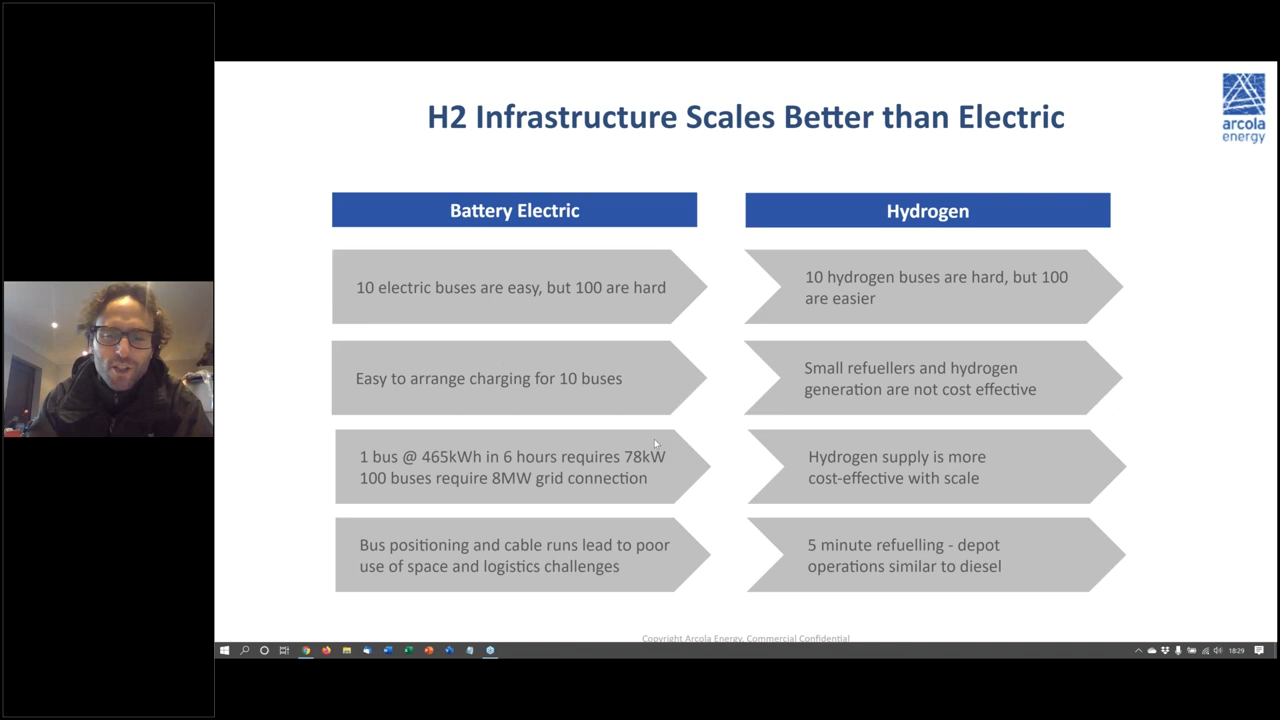 H2 Infrastructure Scales Better than Electric
arcola
energy
Battery Electric
Hydrogen
10 electric buses are easy, but 100 are hard
10 hydrogen buses are hard, but 100
are easier
Easy to arrange charging for 10 buses
Small refuellers and hydrogen
generation are not cost effective
1 bus @ 465kWh in 6 hours requires 78kW
100 buses require 8MW grid connection
Hydrogen supply is more
cost-effective with scale
Bus positioning and cable runs lead to poor
use of space and logistics challenges
5 minute refuelling - depot
operations similar to diesel
Copyright Arcola Energy, Commercial Confidential
18:29